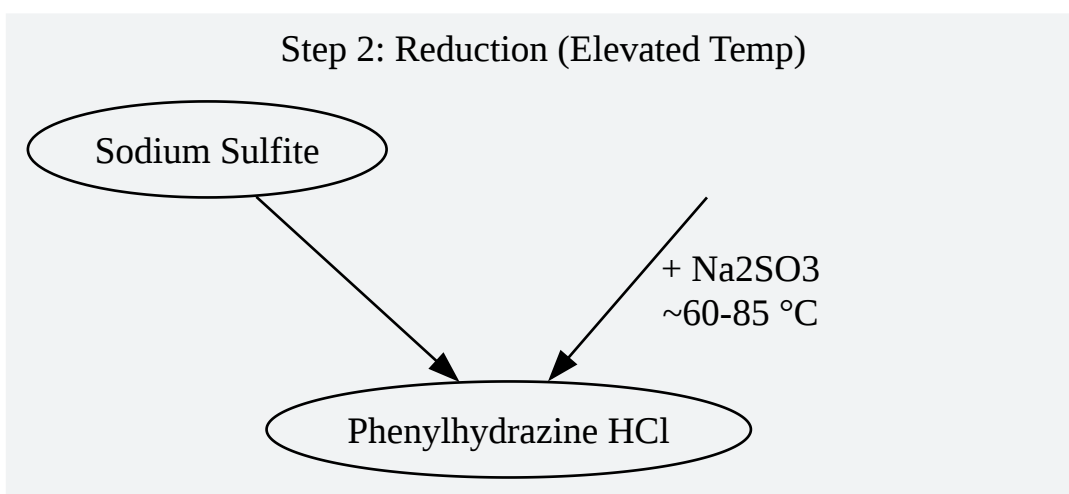 Step 2: Reduction (Elevated Temp)
Sodium Sulfite
+ Na2SO3
~60-85 °C
Phenylhydrazine HCl